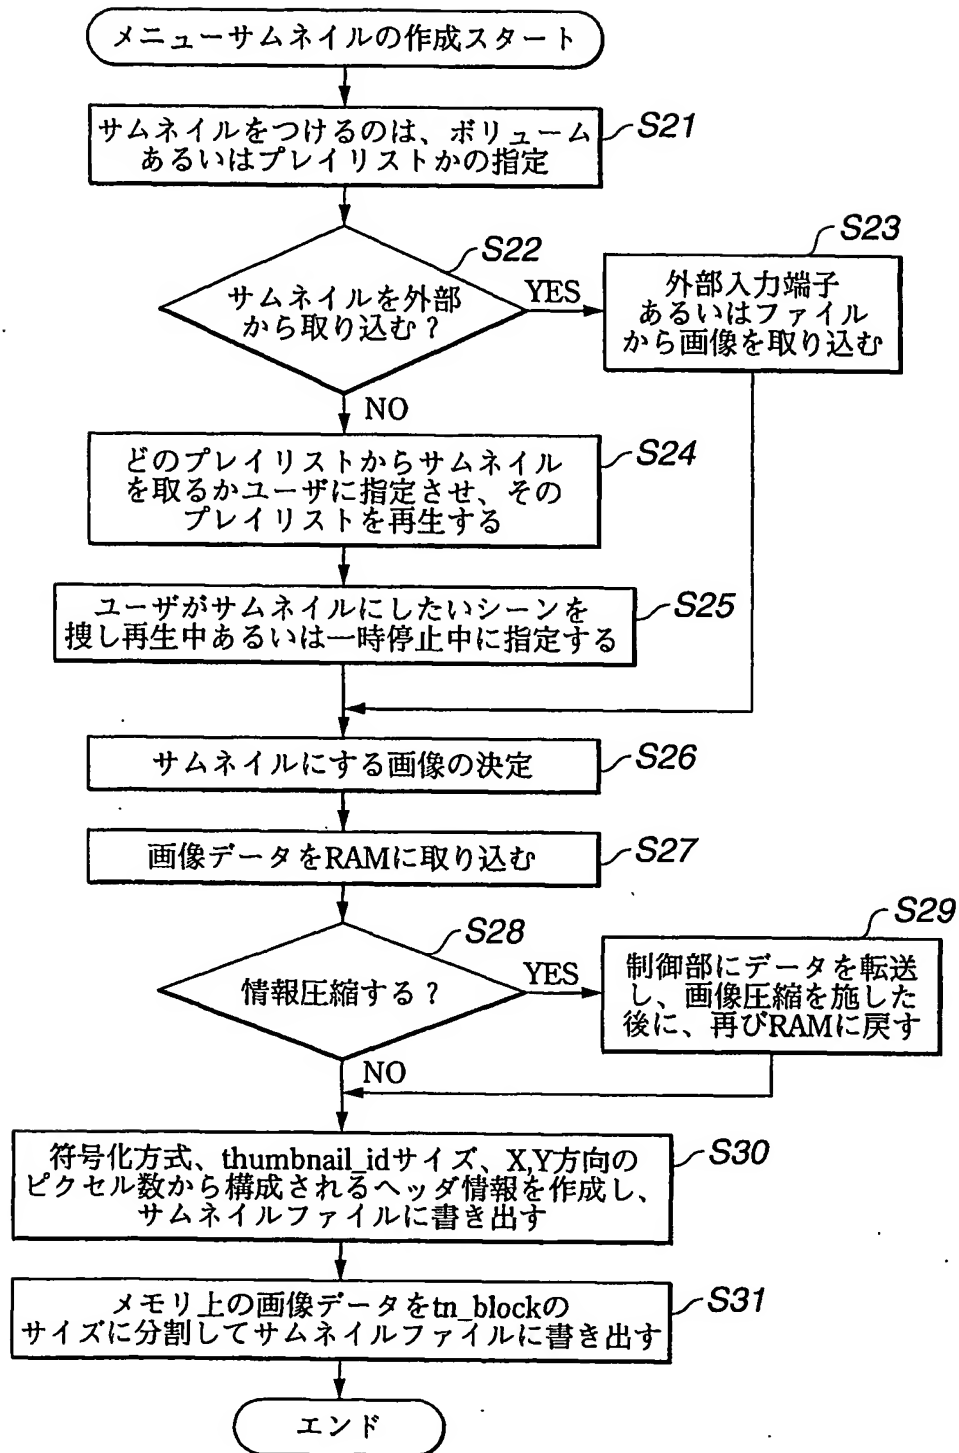 メニューサムネイルの作成スタート
サムネイルをつけるのは、ボリューム
あるいはプレイリストかの指定
S21
サムネイルを外部
から取り込む？
S22
YES
NO
外部入力端子
あるいはファイル
から画像を取り込む
S23
どのプレイリストからサムネイル
を取るかユーザに指定させ、その
プレイリストを再生する
S24
ユーザがサムネイルにしたいシーンを
捜し再生中あるいは一時停止中に指定する
S25
サムネイルにする画像の決定
S26
画像データをRAMに取り込む
S27
情報圧縮する？
S28
YES
NO
制御部にデータを転送
し、画像圧縮を施した
後に、再びRAMに戻す
S29
符号化方式、thumbnail_idサイズ、X,Y方向の
ピクセル数から構成されるヘッダ情報を作成し、
サムネイルファイルに書き出す
S30
メモリ上の画像データをtn_blockの
サイズに分割してサムネイルファイルに書き出す
S31
エンド